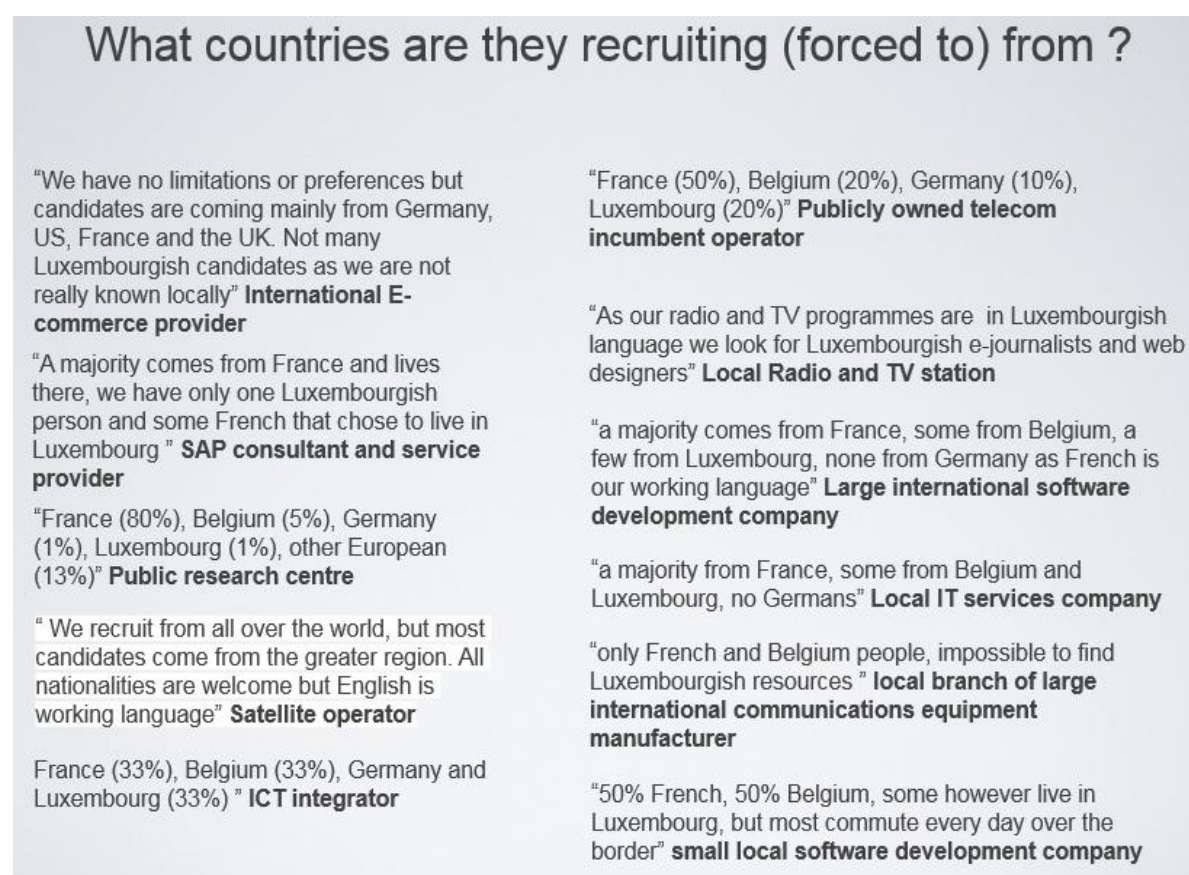 What countries are they recruiting (forced to) from ?
“We have no limitations or preferences but
candidates are coming mainly from Germany,
US, France and the UK. Not many
Luxembourgish candidates as we are not
really known locally” International E-
commerce provider
“A majority comes from France and lives
there, we have only one Luxembourgish
person and some French that chose to live in
Luxembourg ” SAP consultant and service
provider
“France (80%), Belgium (5%), Germany
(1%), Luxembourg (1%), other European
(13%)” Public research centre
“ We recruit from all over the world, but most
candidates come from the greater region. All
nationalities are welcome but English is
working language” Satellite operator
France (33%), Belgium (33%), Germany and
Luxembourg (33%) ” ICT integrator
“France (50%), Belgium (20%), Germany (10%),
Luxembourg (20%)” Publicly owned telecom
incumbent operator
“As our radio and TV programmes are in Luxembourgish
language we look for Luxembourgish e-journalists and web
designers” Local Radio and TV station
“a majority comes from France, some from Belgium, a
few from Luxembourg, none from Germany as French is
our working language” Large international software
development company
“a majority from France, some from Belgium and
Luxembourg, no Germans” Local IT services company
“only French and Belgium people, impossible to find
Luxembourgish resources ” local branch of large
international communications equipment
manufacturer
“50% French, 50% Belgium, some however live in
Luxembourg, but most commute every day over the
border” small local software development company